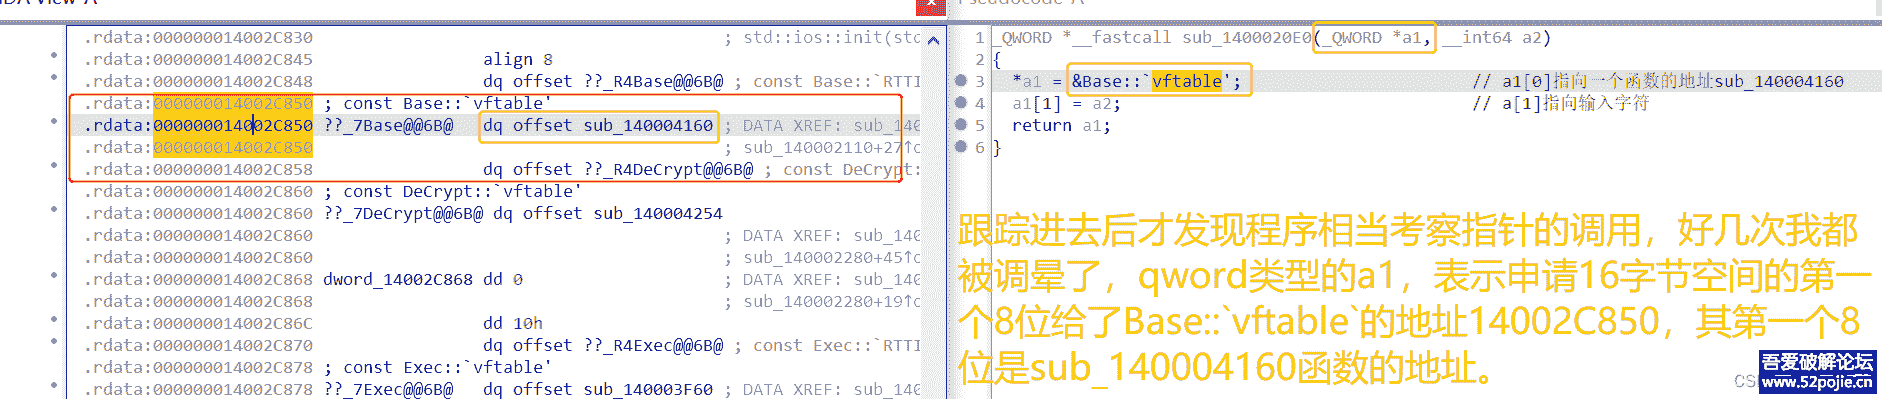 IDA View-A
Pseudocode-A
.rdata:000000014002C830 ; std::ios::init(std
.rdata:000000014002C845 align 8
.rdata:000000014002C848 dq offset ??_R4Base@@6B@ ; const Base::`RTTI
.rdata:000000014002C850 ; const Base::`vftable'
.rdata:000000014002C850 ??_7Base@@6B@ dq offset sub_140004160 ; DATA XREF: sub_140
.rdata:000000014002C850 ; sub_140002110+27↑o
.rdata:000000014002C858 dq offset ??_R4DeCrypt@@6B@ ; const DeCrypt::
.rdata:000000014002C860 ; const DeCrypt::`vftable'
.rdata:000000014002C860 ??_7DeCrypt@@6B@ dq offset sub_140004254
.rdata:000000014002C860 ; DATA XREF: sub_140
.rdata:000000014002C860 ; sub_140002280+45↑o
.rdata:000000014002C868 dword_14002C868 dd 0 ; DATA XREF: sub_140
.rdata:000000014002C868 ; sub_140002280+19↑o
.rdata:000000014002C86C dd 10h
.rdata:000000014002C870 dq offset ??_R4Exec@@6B@ ; const Exec::`RTTI
.rdata:000000014002C878 ; const Exec::`vftable'
.rdata:000000014002C878 ??_7Exec@@6B@ dq offset sub_140003F60 ; DATA XREF: sub_140
1 _QWORD *__fastcall sub_1400020E0(_QWORD *a1, __int64 a2)
2 {
3 *a1 = &Base::`vftable'; // a1[0]指向一个函数的地址sub_140004160
4 a1[1] = a2; // a[1]指向输入字符
5 return a1;
6 }
跟踪进去后才发现程序相当考察指针的调用，好几次我都
被调晕了，qword类型的a1，表示申请16字节空间的第一
个8位给了Base::`vftable`的地址14002C850，其第一个8
位是sub_140004160函数的地址。
吾爱破解论坛
www.52pojie.cn